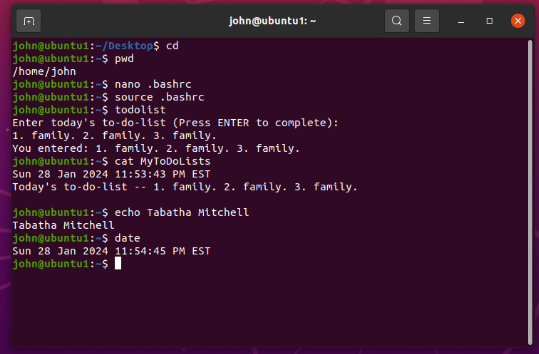 john@ubuntu1: ~
john@ubuntu1:~/Desktop$ cd
john@ubuntu1:~$ pwd
/home/john
john@ubuntu1:~$ nano .bashrc
john@ubuntu1:~$ source .bashrc
john@ubuntu1:~$ todolist
Enter today's to-do-list (Press ENTER to complete):
1. family. 2. family. 3. family.
You entered: 1. family. 2. family. 3. family.
john@ubuntu1:~$ cat MyToDoLists
Sun 28 Jan 2024 11:53:43 PM EST
Today's to-do-list -- 1. family. 2. family. 3. family.
john@ubuntu1:~$ echo Tabatha Mitchell
Tabatha Mitchell
john@ubuntu1:~$ date
Sun 28 Jan 2024 11:54:45 PM EST
john@ubuntu1:~$